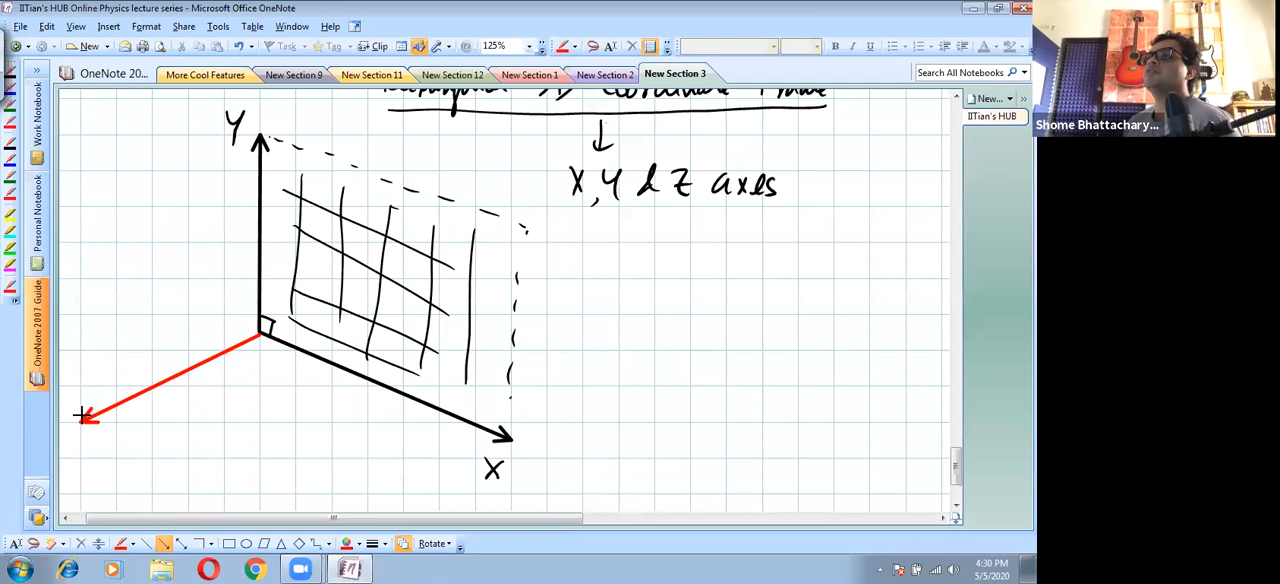 IITian's HUB Online Physics lecture series - Microsoft Office OneNote
File Edit View Insert Format Share Tools Table Window Help
New Task Tag Clip 125% B I U A
OneNote 20... More Cool Features New Section 9 New Section 11 New Section 12 New Section 1 New Section 2 New Section 3 Search All Notebooks New...
IITian's HUB
Shome Bhattachary...
Work Notebook
Personal Notebook
OneNote 2007 Guide
Y
X, Y & Z axes
X
Rotate
4:30 PM
5/5/2020